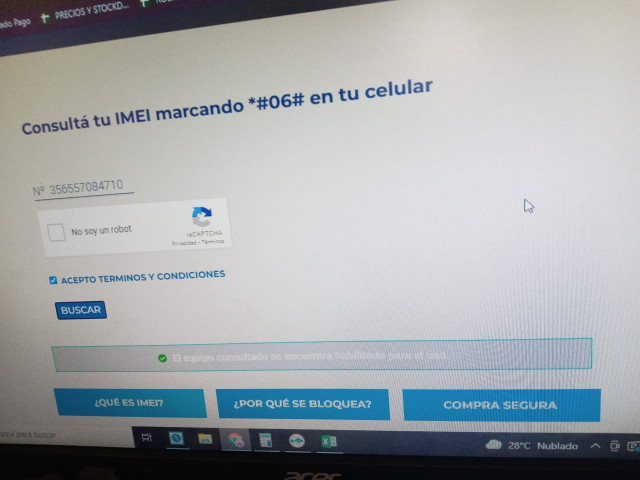 ado Pago
PRECIOS Y STOCKD...
Consultá tu IMEI marcando *#06# en tu celular
Nº 356557084710
No soy un robot
reCAPTCHA
Privacidad - Términos
ACEPTO TERMINOS Y CONDICIONES
BUSCAR
El equipo consultado se encuentra habilitado para el uso
¿QUÉ ES IMEI?
¿POR QUÉ SE BLOQUEA?
COMPRA SEGURA
aquí para buscar
28°C Nublado
acer